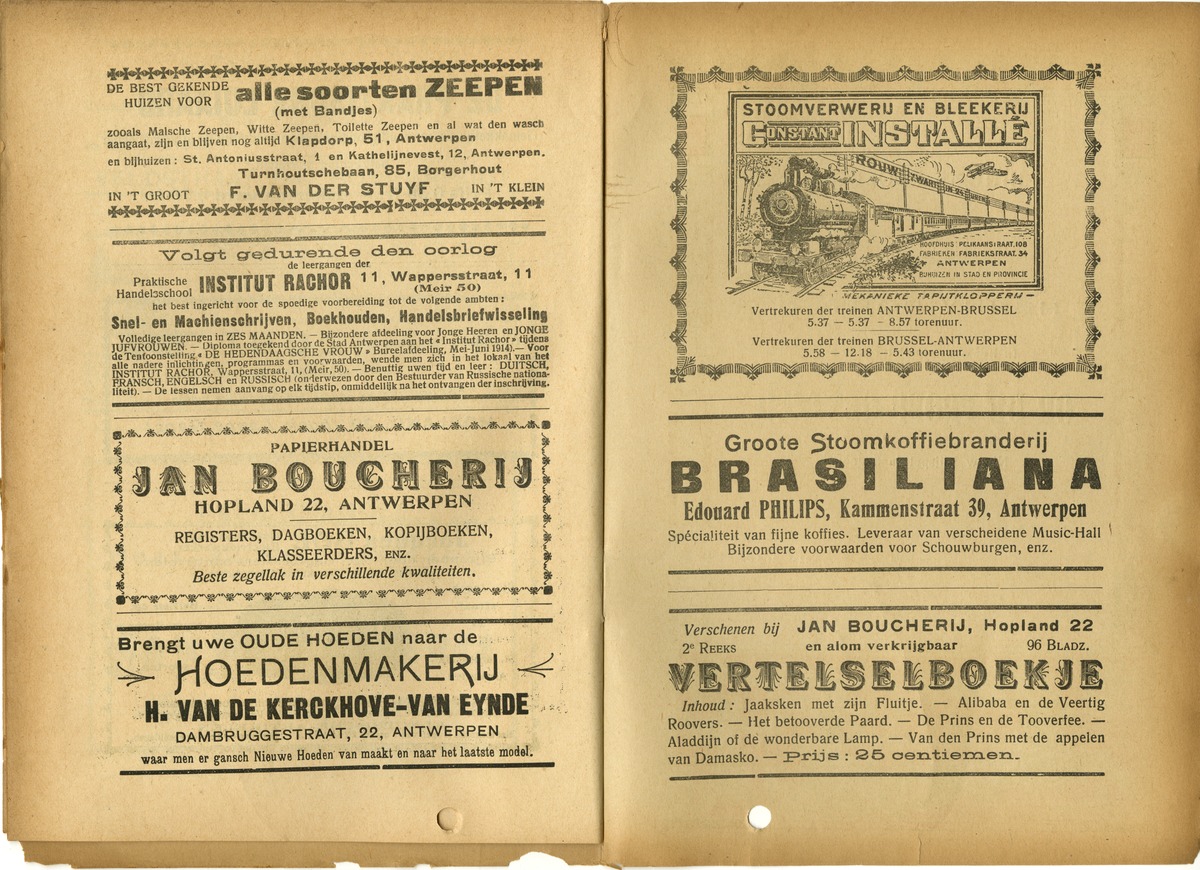 DE BEST GEKENDE
HUIZEN VOOR
alle soorten ZEEPEN
(met Bandjes)
zooals Malsche Zeepen, Witte Zeepen, Toilette Zeepen en al wat den wasch
aangaat, zijn en blijven nog altijd Klapdorp, 51, Antwerpen
en bijhuizen : St. Antoniusstraat, 1 en Kathelijnevest, 12, Antwerpen.
Turnhoutschebaan, 85, Borgerhout
IN 'T GROOT F. VAN DER STUYF IN 'T KLEIN
Volgt gedurende den oorlog
de leergangen der
Praktische
Handelsschool
INSTITUT RACHOR 11, Wappersstraat, 11
(Meir 50)
het best ingericht voor de spoedige voorbereiding tot de volgende ambten :
Snel- en Machienschrijven, Boekhouden, Handelsbriefwisseling
Volledige leergangen in ZES MAANDEN. — Bijzondere afdeeling voor Jonge Heeren en JONGE
JUFVROUWEN. — Diploma toegekend door de Stad Antwerpen aan het « Institut Rachor » tijdens
de Tentoonstelling « DE HEDENDAAGSCHE VROUW » Bureelafdeeling, Mei-Juni 1914). — Voor
alle nadere inlichtingen, programmas en voorwaarden, wende men zich in het lokaal van het
INSTITUT RACHOR, Wappersstraat, 11, (Meir, 50). — Benuttig uwen tijd en leer : DUITSCH,
FRANSCH, ENGELSCH en RUSSISCH (onderwezen door den Bestuurder van Russische nationa-
liteit). — De lessen nemen aanvang op elk tijdstip, onmiddellijk na het ontvangen der inschrijving.
PAPIERHANDEL
JAN BOUCHERIJ
HOPLAND 22, ANTWERPEN
REGISTERS, DAGBOEKEN, KOPIJBOEKEN,
KLASSEERDERS, ENZ.
Beste zegellak in verschillende kwaliteiten.
Brengt uwe OUDE HOEDEN naar de
HOEDENMAKERIJ
H. VAN DE KERCKHOVE-VAN EYNDE
DAMBRUGGESTRAAT, 22, ANTWERPEN
waar men er gansch Nieuwe Hoeden van maakt en naar het laatste model.
STOOMVERWERIJ EN BLEEKERIJ
CONSTANT INSTALLÉ
ROUW ZWART IN 24 UREN
HOOFDHUIS PELIKAANSTRAAT, 108
FABRIEKEN FABRIEKSTRAAT. 34
ANTWERPEN
BIJHUIZEN IN STAD EN PROVINCIE
MEKANIEKE TAPIJTKLOPPERIJ
Vertrekuren der treinen ANTWERPEN-BRUSSEL
5.37 — 5.37 — 8.57 torenuur.
Vertrekuren der treinen BRUSSEL-ANTWERPEN
5.58 — 12.18 — 5.43 torenuur.
Groote Stoomkoffiebranderij
BRASILIANA
Edouard PHILIPS, Kammenstraat 39, Antwerpen
Spécialiteit van fijne koffies. Leveraar van verscheidene Music-Hall
Bijzondere voorwaarden voor Schouwburgen, enz.
Verschenen bij JAN BOUCHERIJ, Hopland 22
2e REEKS en alom verkrijgbaar 96 BLADZ.
VERTELSELBOEKJE
Inhoud : Jaaksken met zijn Fluitje. — Alibaba en de Veertig
Roovers. — Het betooverde Paard. — De Prins en de Tooverfee. —
Aladdijn of de wonderbare Lamp. — Van den Prins met de appelen
van Damasko. — Prijs : 25 centiemen.